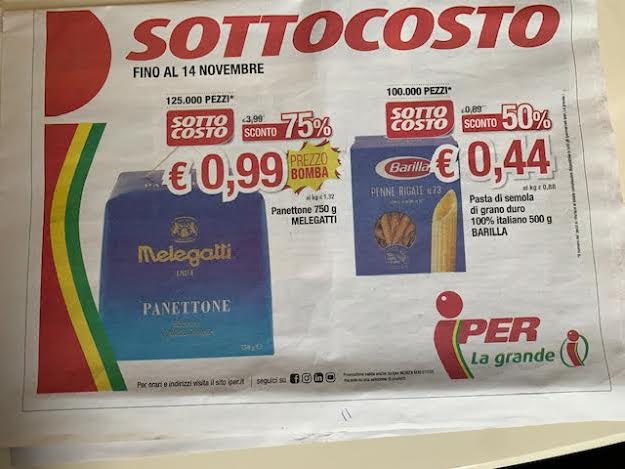 SOTTOCOSTO
FINO AL 14 NOVEMBRE
125.000 PEZZI*
SOTTO
COSTO
€3,99
SCONTO 75%
€ 0,99
PREZZO
BOMBA
al kg € 1,32
Panettone 750 g
MELEGATTI
Melegatti
1894
PANETTONE
750 g e
100.000 PEZZI*
SOTTO
COSTO
€0,89
SCONTO 50%
€ 0,44
al kg € 0,88
Barilla
PENNE RIGATE n.73
Pasta di semola
di grano duro
100% italiano 500 g
BARILLA
iPER
La grande i
Per orari e indirizzi visita il sito iper.it
seguici su